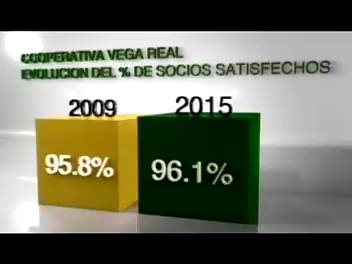 COOPERATIVA VEGA REAL
EVOLUCION DEL % DE SOCIOS SATISFECHOS
2009 2015
95.8% 96.1%